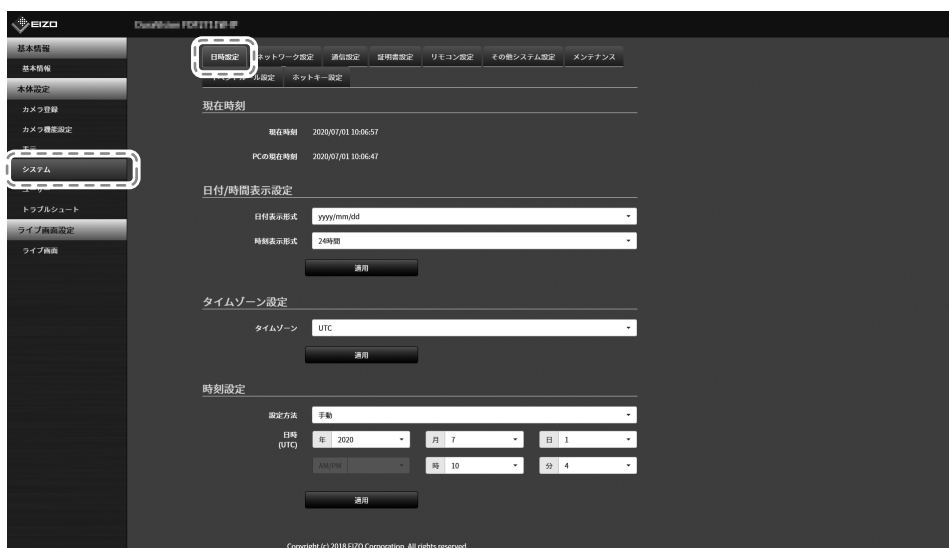 EIZO
基本情報
基本情報
本体設定
カメラ登録
カメラ機能設定
システム
トラブルシュート
ライブ画面設定
ライブ画面
日時設定 ネットワーク設定 通信設定 証明書設定 リモコン設定 その他システム設定 メンテナンス
ホットキー設定
現在時刻
現在時刻 2020/07/01 10:06:57
PCの現在時刻 2020/07/01 10:06:47
日付/時間表示設定
日付表示形式 yyyy/mm/dd
時刻表示形式 24時間
適用
タイムゾーン設定
タイムゾーン UTC
適用
時刻設定
設定方法 手動
日時 年 2020 月 7 日 1
(UTC)
AM/PM 時 10 分 4
適用
Copyright (c) 2018 EIZO Corporation. All rights reserved.